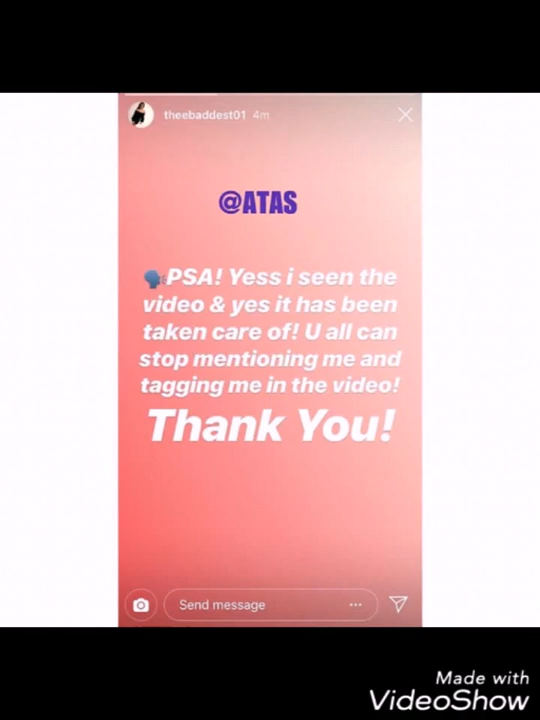 theebaddest01 4m
@ATAS
🗣PSA! Yess i seen the
video & yes it has been
taken care of! U all can
stop mentioning me and
tagging me in the video!
Thank You!
Send message
Made with
VideoShow